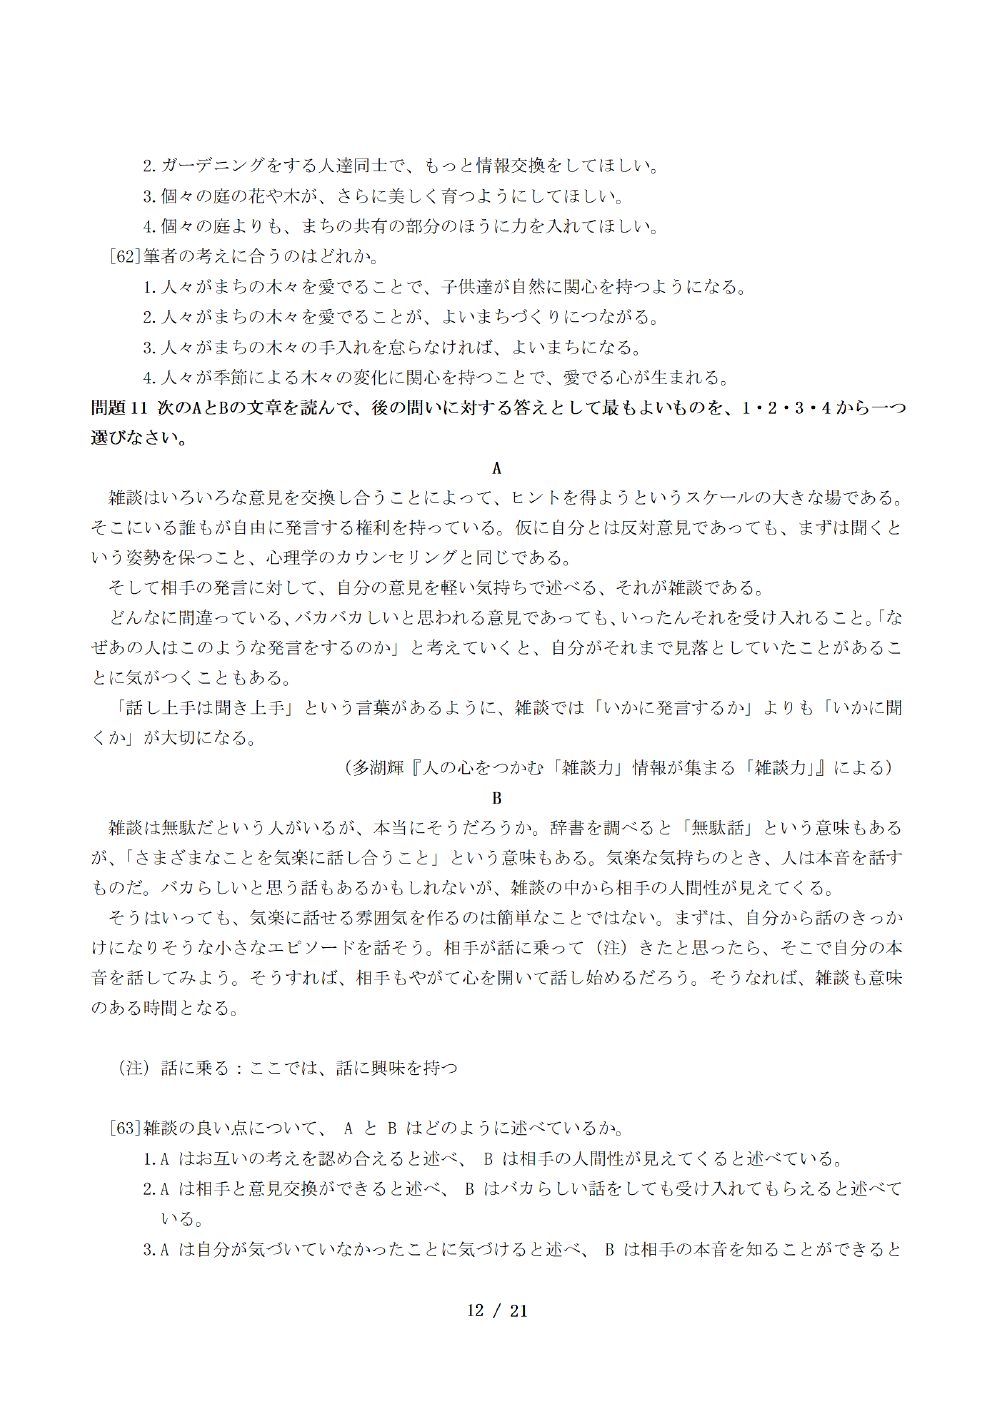 2.ガーデニングをする人達同士で、もっと情報交換をしてほしい。
3.個々の庭の花や木が、さらに美しく育つようにしてほしい。
4.個々の庭よりも、まちの共有の部分のほうに力を入れてほしい。
[62]筆者の考えに合うのはどれか。
1.人々がまちの木々を愛でることで、子供達が自然に関心を持つようになる。
2.人々がまちの木々を愛でることが、よいまちづくりにつながる。
3.人々がまちの木々の手入れを怠らなければ、よいまちになる。
4.人々が季節による木々の変化に関心を持つことで、愛でる心が生まれる。
問題11 次のAとBの文章を読んで、後の問いに対する答えとして最もよいものを、1・2・3・4から一つ
選びなさい。
A
雑談はいろいろな意見を交換し合うことによって、ヒントを得ようというスケールの大きな場である。
そこにいる誰もが自由に発言する権利を持っている。仮に自分とは反対意見であっても、まずは聞くと
いう姿勢を保つこと、心理学のカウンセリングと同じである。
そして相手の発言に対して、自分の意見を軽い気持ちで述べる、それが雑談である。
どんなに間違っている、バカバカしいと思われる意見であっても、いったんそれを受け入れること。「な
ぜあの人はこのような発言をするのか」と考えていくと、自分がそれまで見落としていたことがあるこ
とに気がつくこともある。
「話し上手は聞き上手」という言葉があるように、雑談では「いかに発言するか」よりも「いかに聞
くか」が大切になる。
（多湖輝『人の心をつかむ「雑談力」情報が集まる「雑談力」』による）
B
雑談は無駄だという人がいるが、本当にそうだろうか。辞書を調べると「無駄話」という意味もある
が、「さまざまなことを気楽に話し合うこと」という意味もある。気楽な気持ちのとき、人は本音を話す
ものだ。バカらしいと思う話もあるかもしれないが、雑談の中から相手の人間性が見えてくる。
そうはいっても、気楽に話せる雰囲気を作るのは簡単なことではない。まずは、自分から話のきっか
けになりそうな小さなエピソードを話そう。相手が話に乗って（注）きたと思ったら、そこで自分の本
音を話してみよう。そうすれば、相手もやがて心を開いて話し始めるだろう。そうなれば、雑談も意味
のある時間となる。
（注）話に乗る：ここでは、話に興味を持つ
[63]雑談の良い点について、 A と B はどのように述べているか。
1.A はお互いの考えを認め合えると述べ、 B は相手の人間性が見えてくると述べている。
2.A は相手と意見交換ができると述べ、 B はバカらしい話をしても受け入れてもらえると述べて
いる。
3.A は自分が気づいていなかったことに気づけると述べ、 B は相手の本音を知ることができると
12 / 21